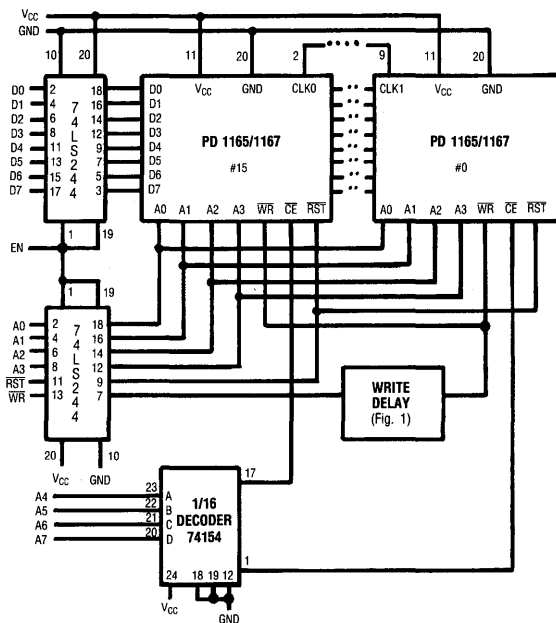 VCC
GND
10 20 11 20 2 9 11 20
VCC GND CLK0 CLK1 VCC GND
D0 2 18 D0
D1 4 16 D1
D2 6 14 D2
D3 8 12 D3
D4 11 9 D4
D5 13 7 D5
D6 15 5 D6
D7 17 3 D7
74LS244
PD 1165/1167
#15
PD 1165/1167
#0
A0 A1 A2 A3 WR CE RST
A0 A1 A2 A3 WR CE RST
1 19
EN
1 19
A0 2 18
A1 4 16
A2 6 14
A3 8 12
RST 11 9
WR 13 7
74LS244
20 10
VCC GND
WRITE
DELAY
(Fig. 1)
A4 23 A
A5 22 B
A6 21 C
A7 20 D
17
1/16
DECODER
74154
1
24 18 19 12
VCC
GND